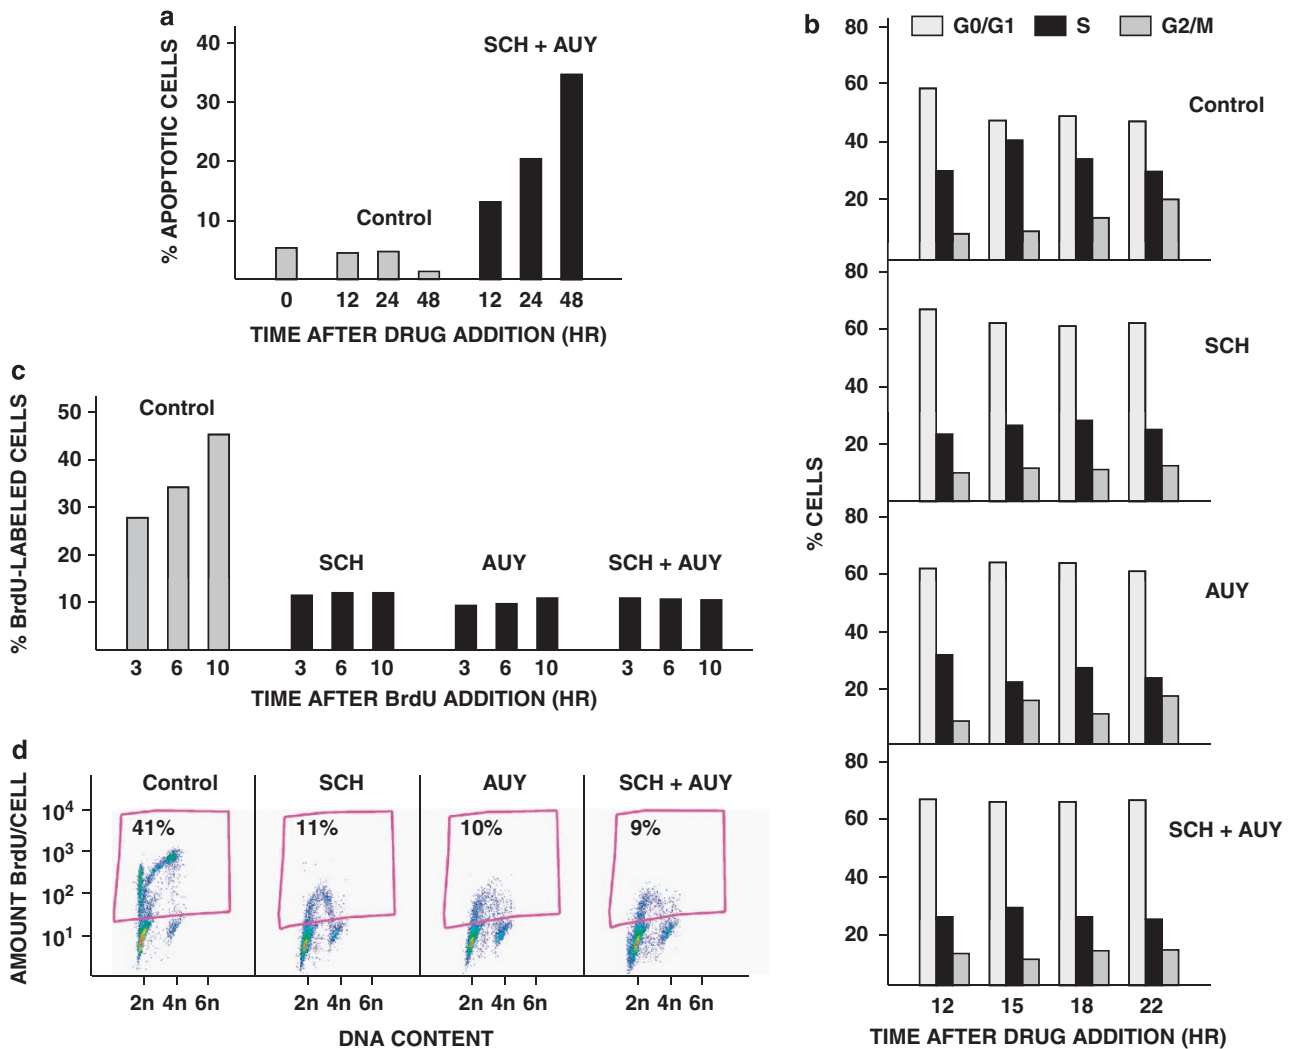 a
% APOPTOTIC CELLS
40
30
20
10
SCH + AUY
Control
0 12 24 48 12 24 48
TIME AFTER DRUG ADDITION (HR)
b
G0/G1 S G2/M
% CELLS
80
60
40
20
Control
80
60
40
20
SCH
80
60
40
20
AUY
80
60
40
20
SCH + AUY
12 15 18 22
TIME AFTER DRUG ADDITION (HR)
c
% BrdU-LABELED CELLS
50
40
30
20
10
Control
SCH AUY SCH + AUY
3 6 10 3 6 10 3 6 10 3 6 10
TIME AFTER BrdU ADDITION (HR)
d
AMOUNT BrdU/CELL
Control SCH AUY SCH + AUY
10⁴
10³
10²
10¹
41% 11% 10% 9%
2n 4n 6n 2n 4n 6n 2n 4n 6n 2n 4n 6n
DNA CONTENT